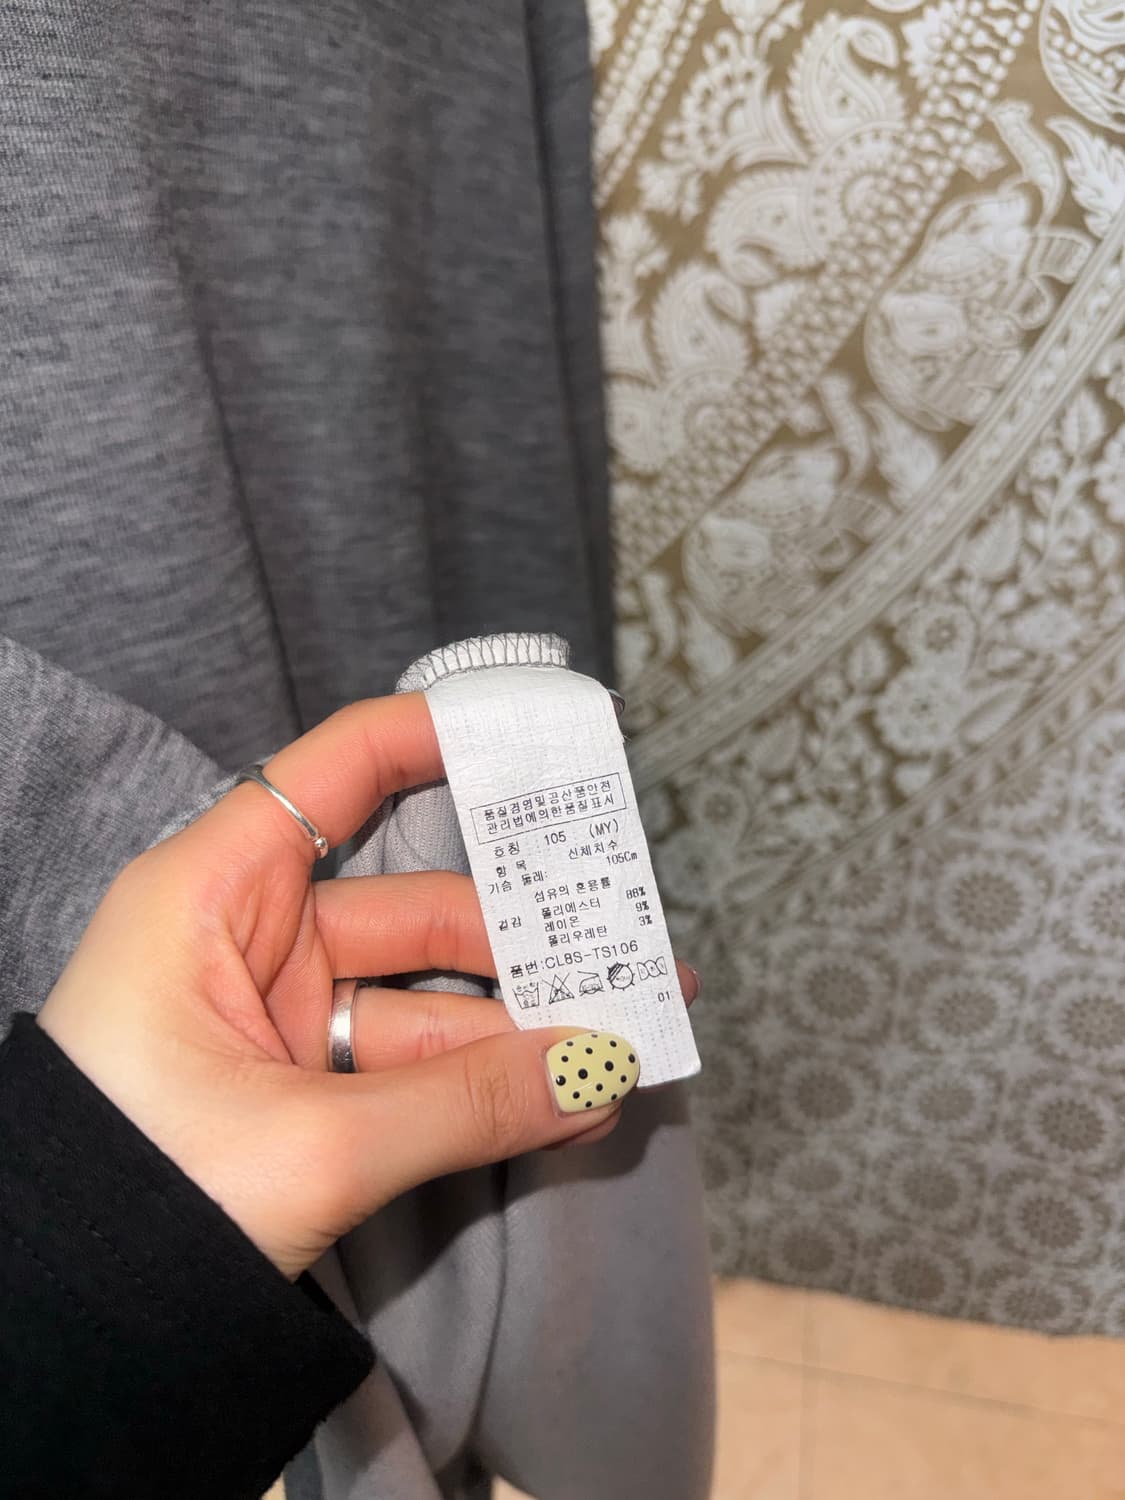 품질경영및공산품안전
관리법에의한품질표시
호칭 105 (MY)
항 목 신체치수
가슴 둘레: 105Cm
섬유의 혼용률
겉감 폴리에스터 88%
레이온 9%
폴리우레탄 3%
품번:CL8S-TS106
01